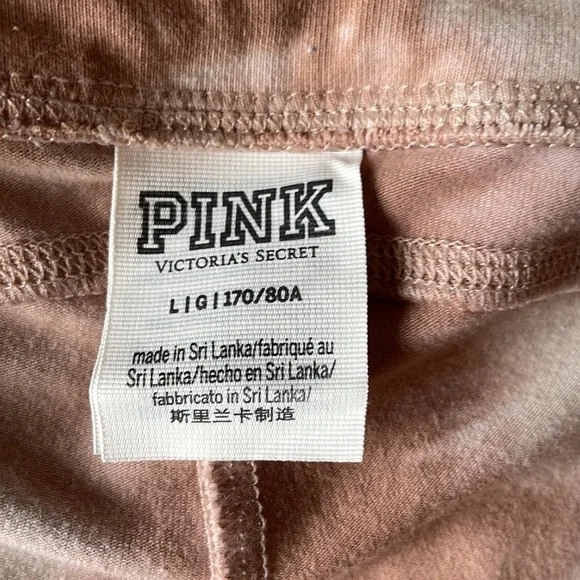 PINK
VICTORIA'S SECRET
L | G | 170/80A
made in Sri Lanka/fabriqué au
Sri Lanka/hecho en Sri Lanka/
fabbricato in Sri Lanka/
斯里兰卡制造